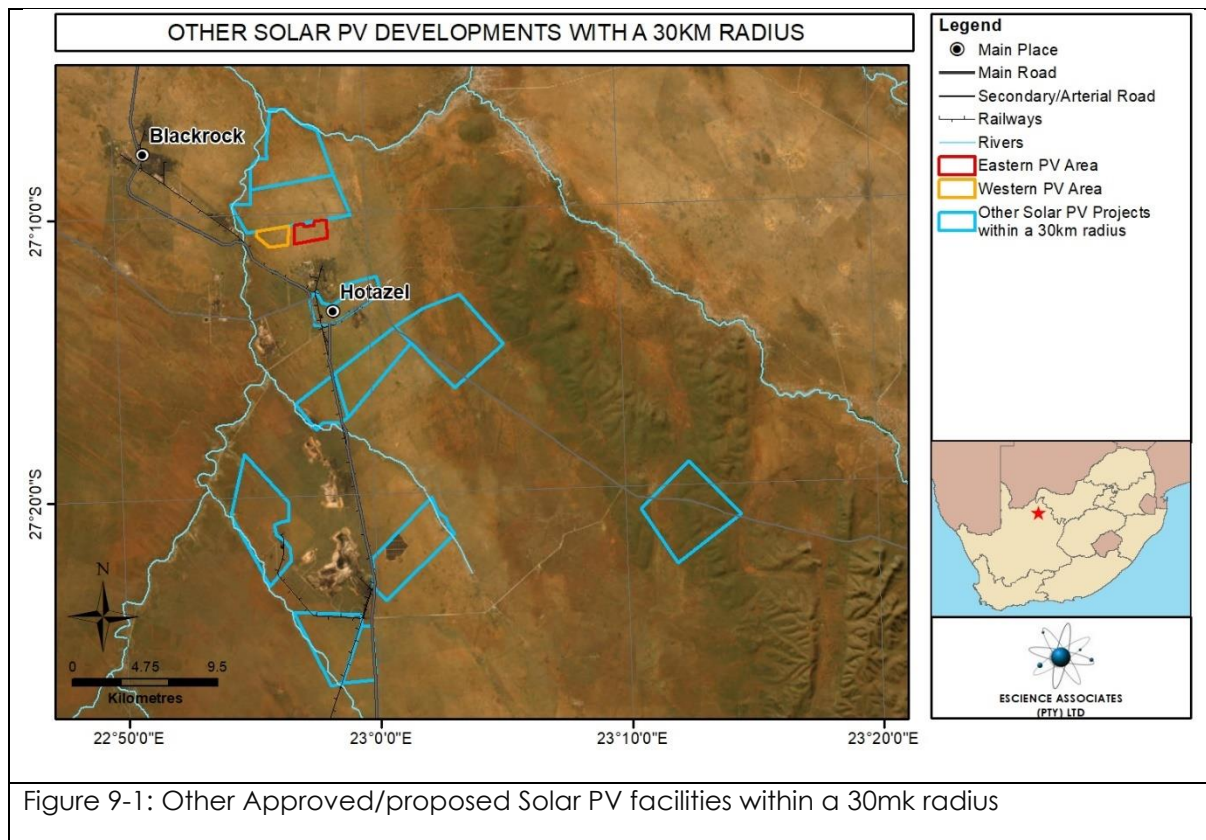 OTHER SOLAR PV DEVELOPMENTS WITH A 30KM RADIUS
Blackrock
Hotazel
27°10'0"S
27°20'0"S
N
0 4.75 9.5
Kilometres
22°50'0"E 23°0'0"E 23°10'0"E 23°20'0"E
Legend
Main Place
Main Road
Secondary/Arterial Road
Railways
Rivers
Eastern PV Area
Western PV Area
Other Solar PV Projects
within a 30km radius
ESCIENCE ASSOCIATES
(PTY) LTD
Figure 9-1: Other Approved/proposed Solar PV facilities within a 30mk radius